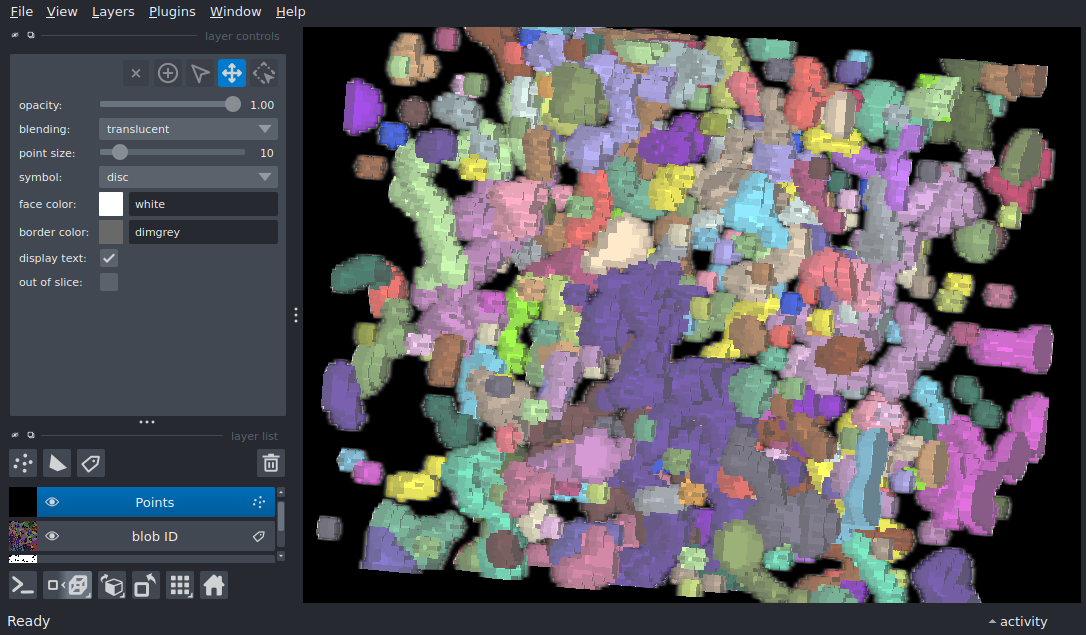 File View Layers Plugins Window Help
layer controls
opacity: 1.00
blending: translucent
point size: 10
symbol: disc
face color: white
border color: dimgrey
display text:
out of slice:
layer list
Points
blob ID
Ready activity